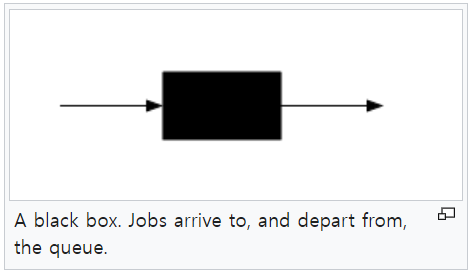 A black box. Jobs arrive to, and depart from,
the queue.